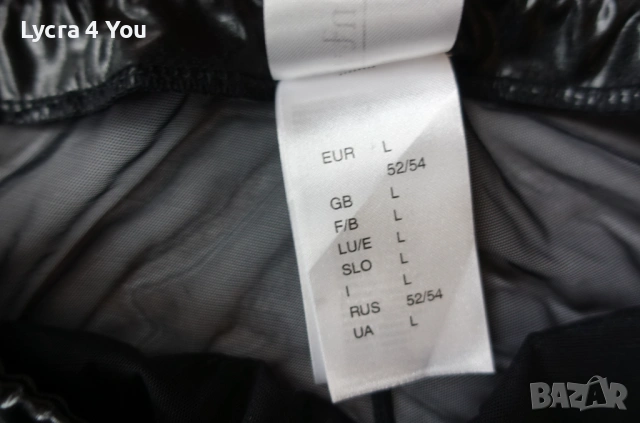 Lycra 4 You
EUR L
52/54
GB L
F/B L
LU/E L
SLO L
I L
RUS 52/54
UA L
BAZAR